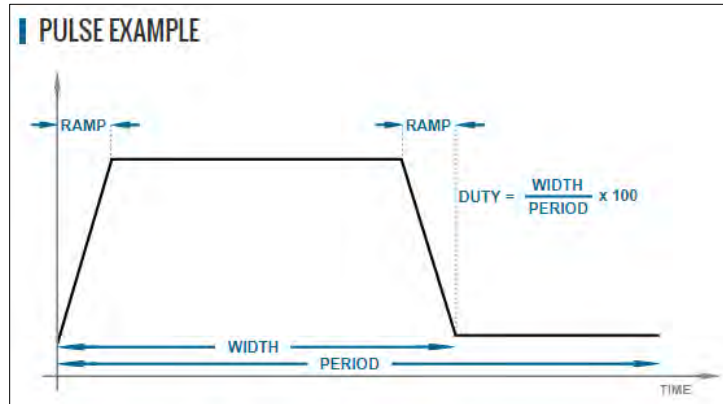 PULSE EXAMPLE
RAMP
RAMP
DUTY = WIDTH
PERIOD x 100
WIDTH
PERIOD
TIME